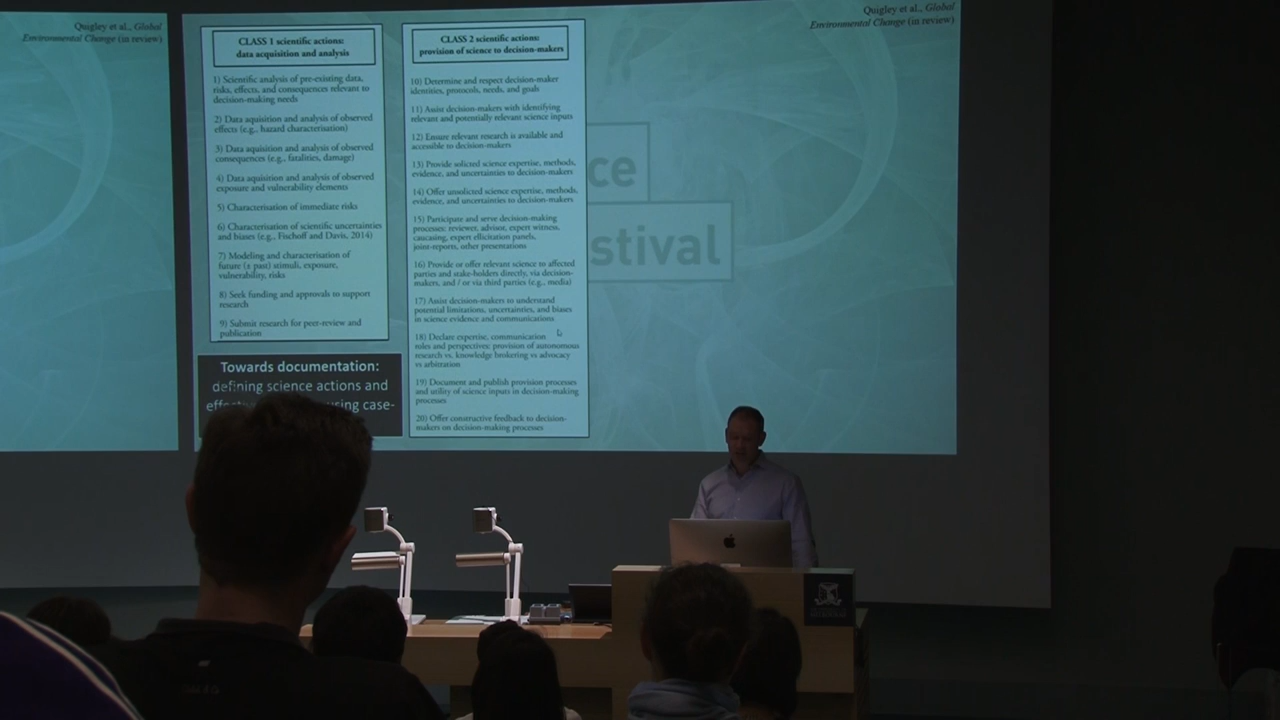 Quigley et al., Global
Environmental Change (in review)
CLASS 1 scientific actions:
data acquisition and analysis
1) Scientific analysis of pre-existing data,
risks, effects, and consequences relevant to
decision-making needs
2) Data aquisition and analysis of observed
effects (e.g., hazard characterisation)
3) Data aquisition and analysis of observed
consequences (e.g., fatalities, damage)
4) Data aquisition and analysis of observed
exposure and vulnerability elements
5) Characterisation of immediate risks
6) Characterisation of scientific uncertainties
and biases (e.g., Fischoff and Davis, 2014)
7) Modeling and characterisation of
future (± past) stimuli, exposure,
vulnerability, risks
8) Seek funding and approvals to support
research
9) Submit research for peer-review and
publication
Towards documentation:
defining science actions and
using case-
CLASS 2 scientific actions:
provision of science to decision-makers
10) Determine and respect decision-maker
identities, protocols, needs, and goals
11) Assist decision-makers with identifying
relevant and potentially relevant science inputs
12) Ensure relevant research is available and
accessible to decision-makers
13) Provide solicted science expertise, methods,
evidence, and uncertainties to decision-makers
14) Offer unsolicted science expertise, methods,
evidence, and uncertainties to decision-makers
15) Participate and serve decision-making
processes: reviewer, advisor, expert witness,
caucasing, expert ellicitation panels,
joint-reports, other presentations
16) Provide or offer relevant science to affected
parties and stake-holders directly, via decision-
makers, and / or via third parties (e.g., media)
17) Assist decision-makers to understand
potential limitations, uncertainties, and biases
in science evidence and communications
18) Declare expertise, communication
roles and perspectives: provision of autonomous
research vs. knowledge brokering vs advocacy
vs arbitration
19) Document and publish provision processes
and utility of science inputs in decision-making
processes
20) Offer constructive feedback to decision-
makers on decision-making processes
ce
stival
Quigley et al., Global
Environmental Change (in review)